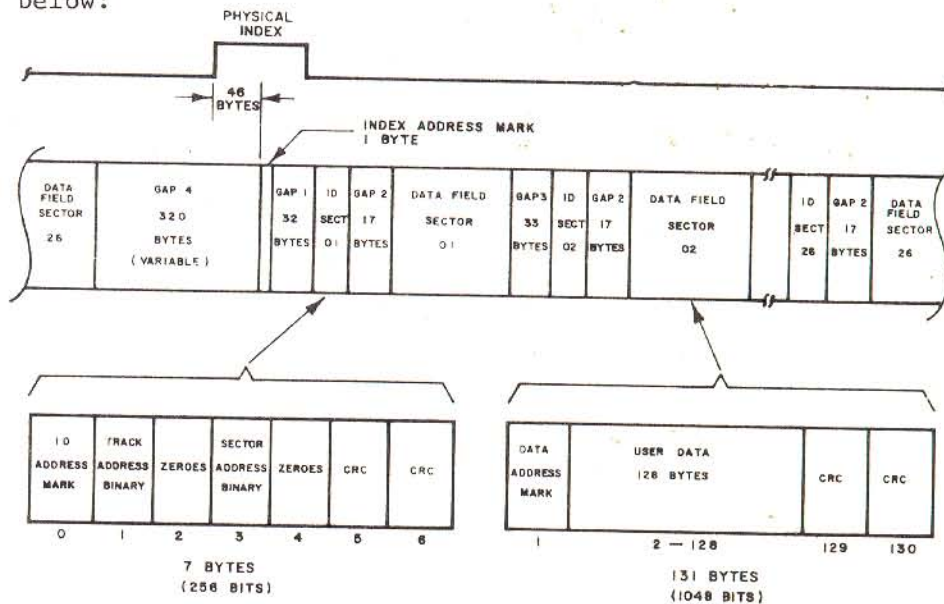 below.
PHYSICAL
INDEX
46
BYTES
INDEX ADDRESS MARK
1 BYTE
DATA
FIELD
SECTOR
26
GAP 4
320
BYTES
(VARIABLE)
GAP 1
32
BYTES
ID
SECT
01
GAP 2
17
BYTES
DATA FIELD
SECTOR
01
GAP3
33
BYTES
ID
SECT
02
GAP 2
17
BYTES
DATA FIELD
SECTOR
02
ID
SECT
26
GAP 2
17
BYTES
DATA
FIELD
SECTOR
26
ID
ADDRESS
MARK
TRACK
ADDRESS
BINARY
ZEROES
SECTOR
ADDRESS
BINARY
ZEROES
CRC
CRC
0 1 2 3 4 5 6
7 BYTES
(256 BITS)
DATA
ADDRESS
MARK
USER DATA
128 BYTES
CRC
CRC
1 2 — 128 129 130
131 BYTES
(1048 BITS)